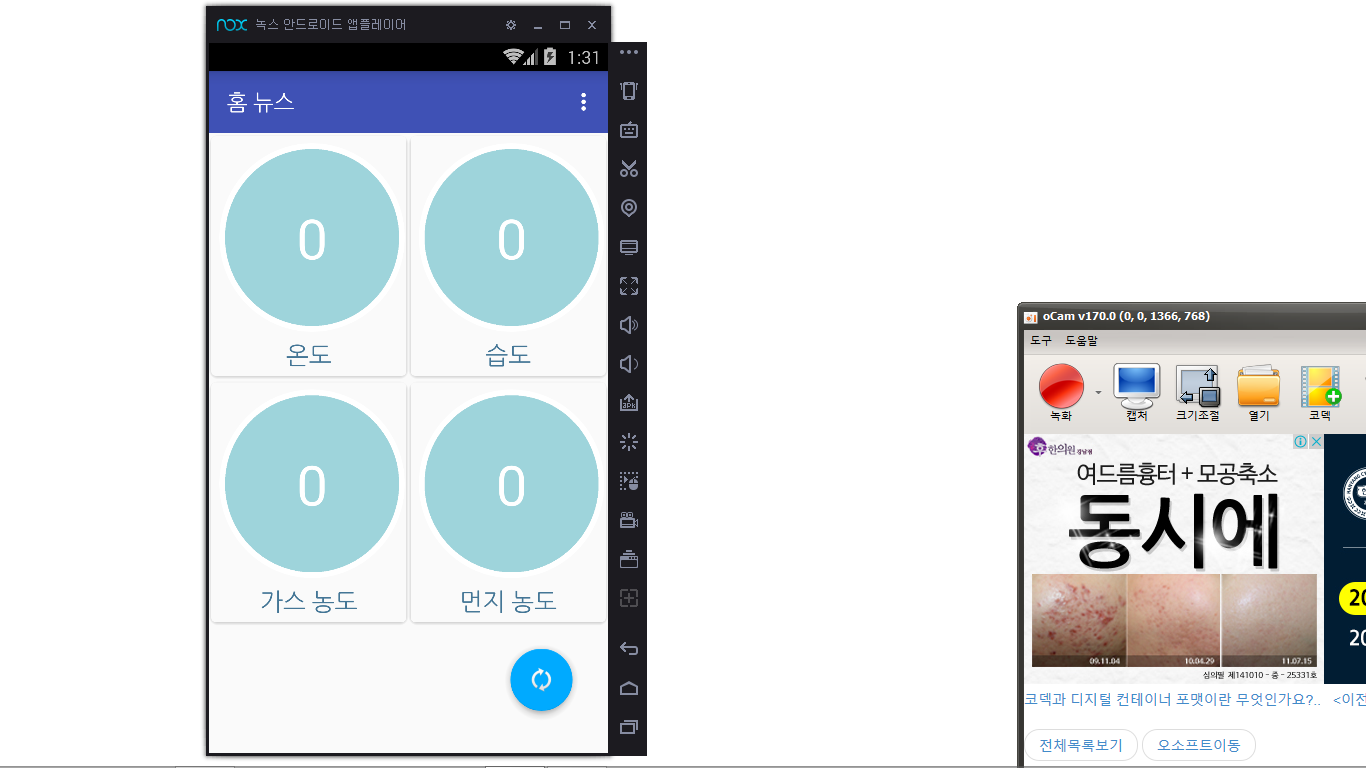 nox 녹스 안드로이드 앱플레이어
1:31
홈 뉴스
0
0
온도
습도
0
0
가스 농도
먼지 농도
oCam v170.0 (0, 0, 1366, 768)
도구 도움말
녹화
캡처
크기조절
열기
코덱
한의원 강남점
여드름흉터 + 모공축소
동시에
09.11.04
10.04.29
11.07.15
심의필 제141010 - 중 - 25331호
20
20
코덱과 디지털 컨테이너 포맷이란 무엇인가요?.. <이전
전체목록보기
오소프트이동